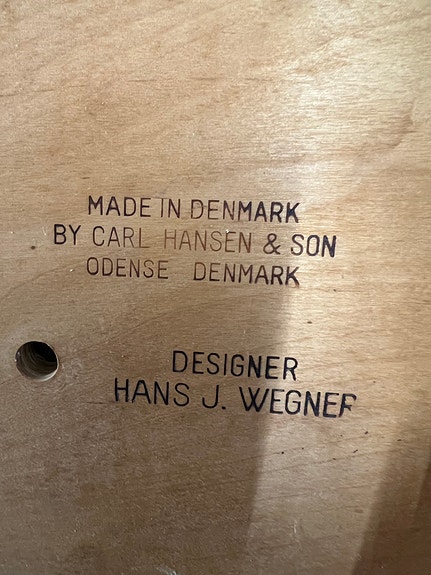 MADE IN DENMARK
BY CARL HANSEN & SON
ODENSE DENMARK
DESIGNER
HANS J. WEGNER